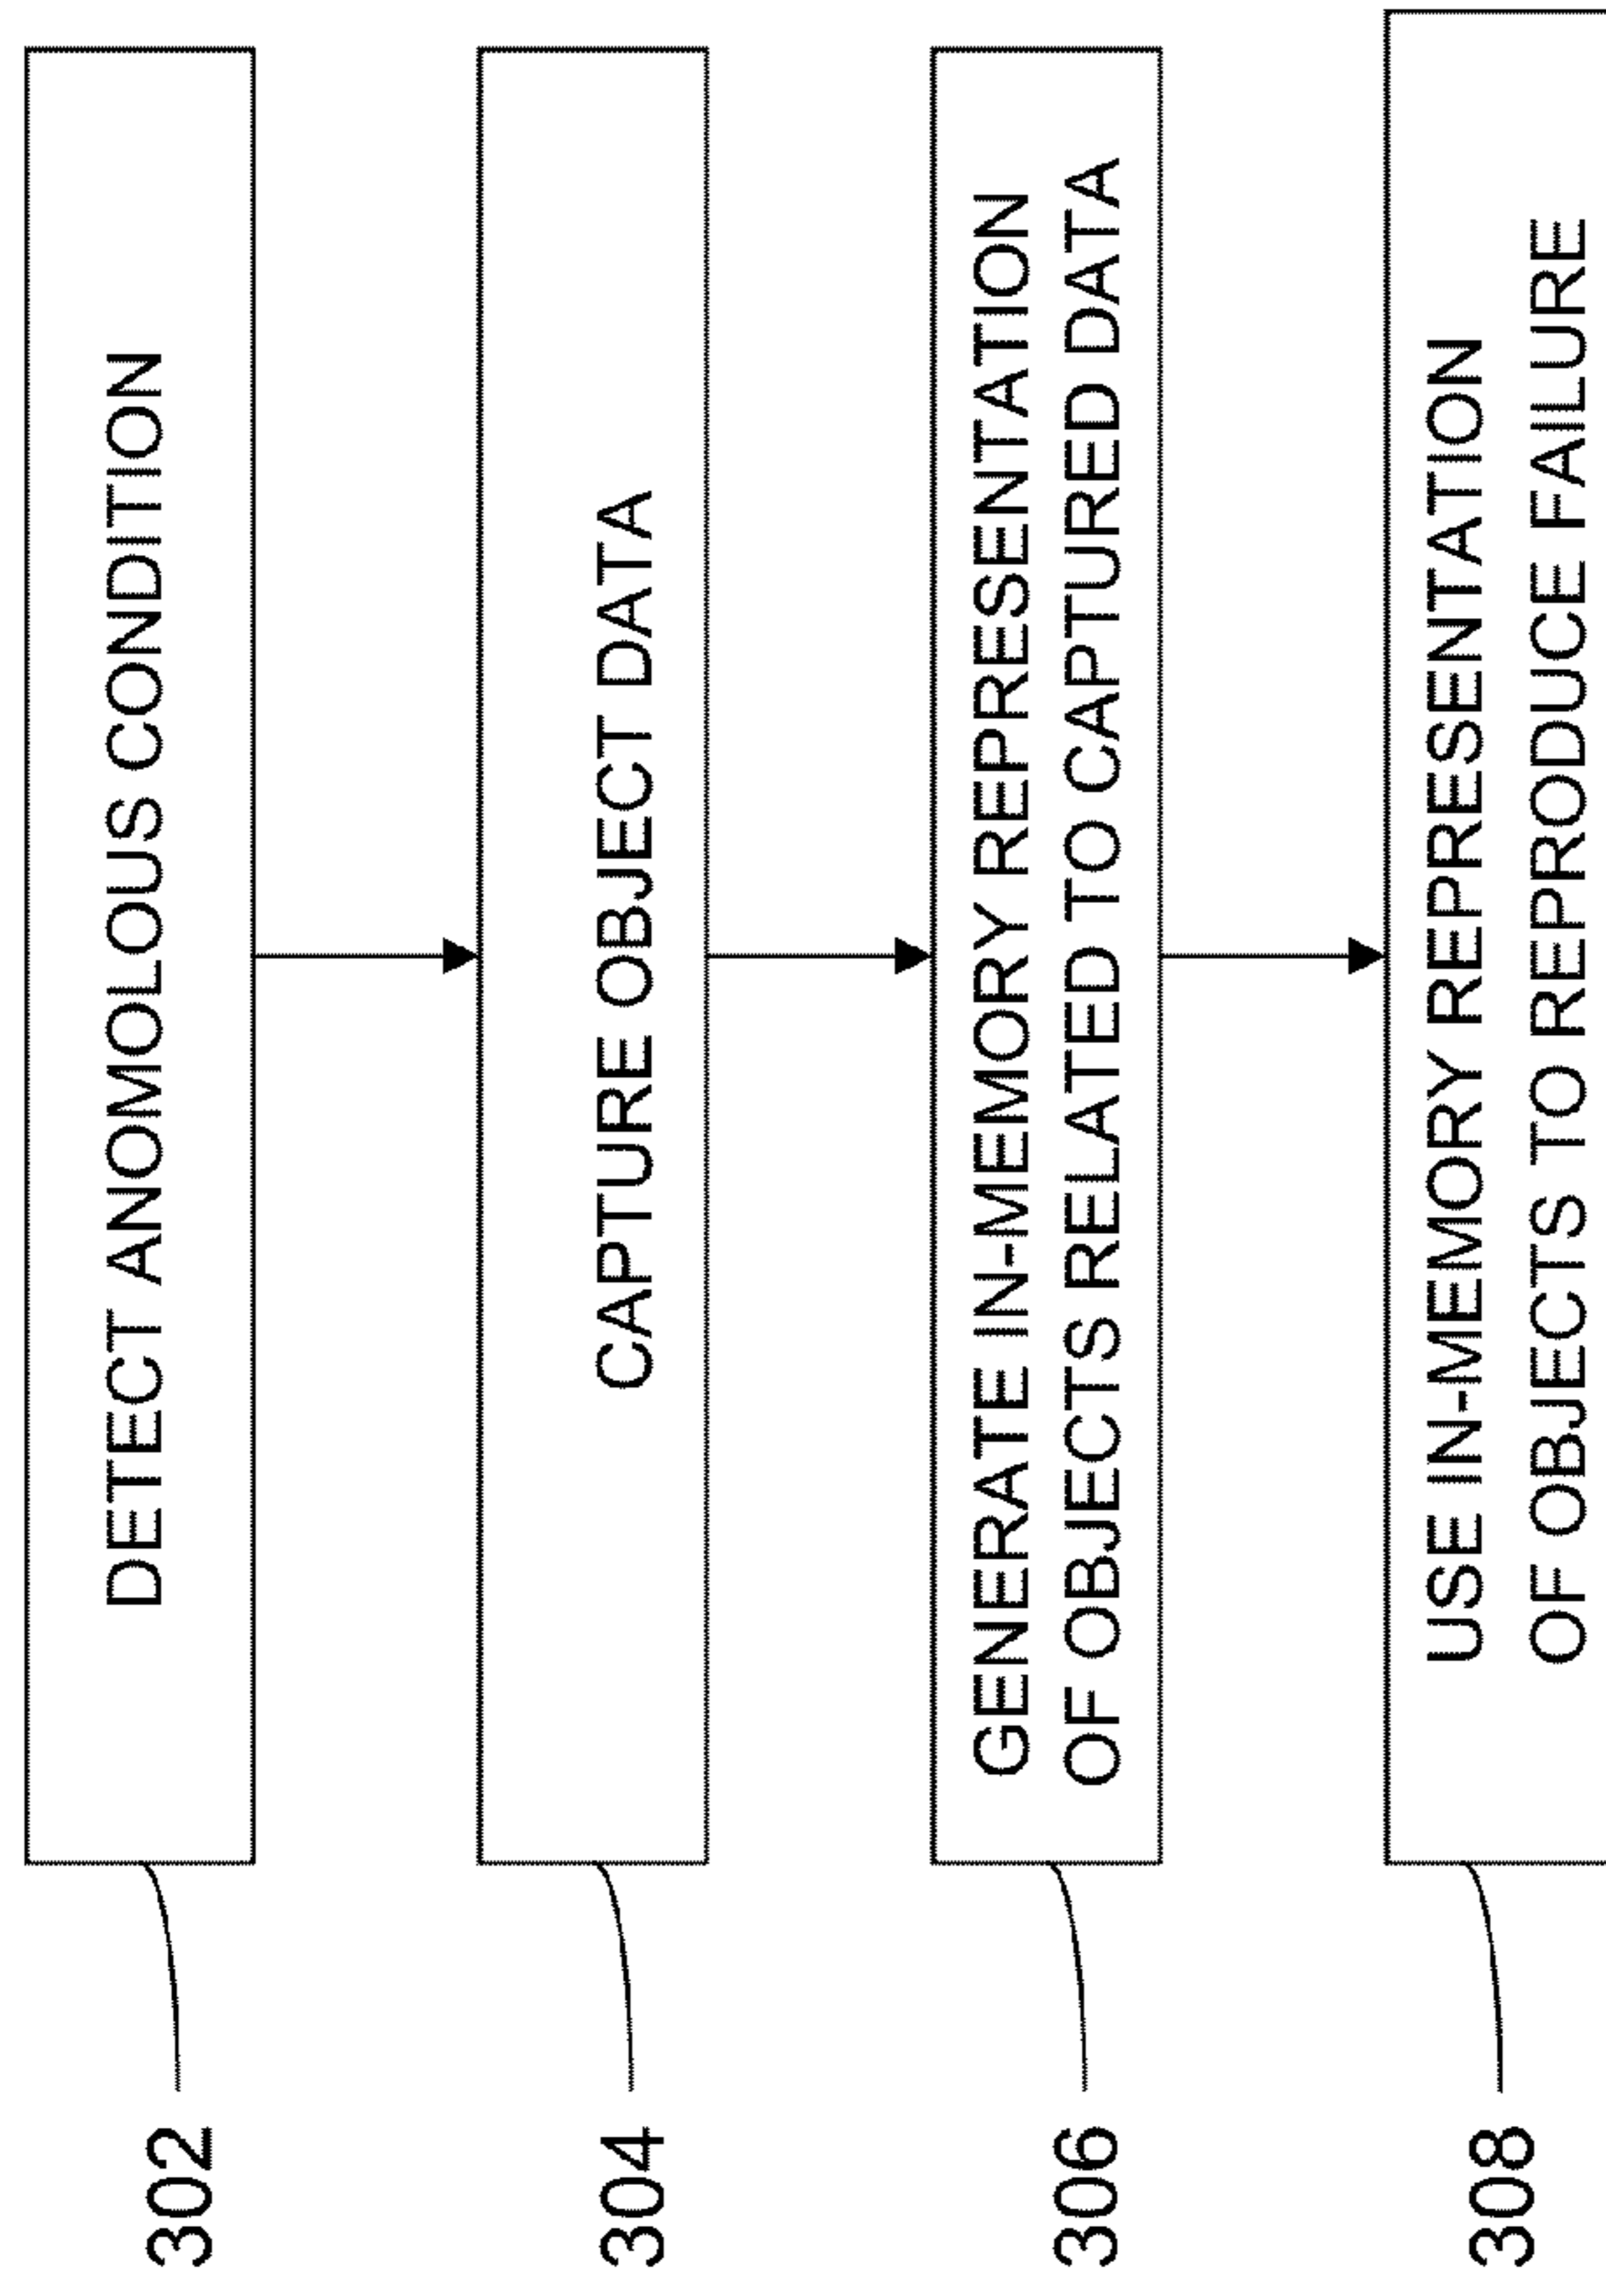 302
DETECT ANOMOLOUS CONDITION
304
CAPTURE OBJECT DATA
306
GENERATE IN-MEMORY REPRESENTATION
OF OBJECTS RELATED TO CAPTURED DATA
308
USE IN-MEMORY REPRESENTATION
OF OBJECTS TO REPRODUCE FAILURE